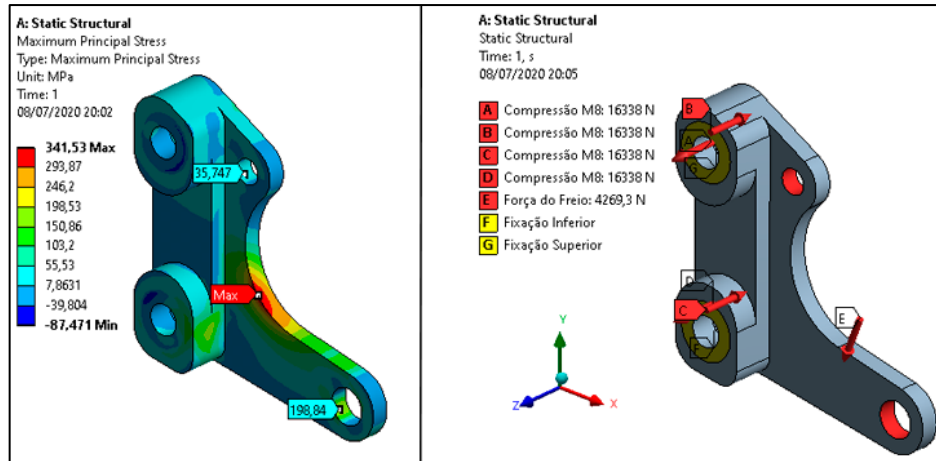 A: Static Structural
Maximum Principal Stress
Type: Maximum Principal Stress
Unit: MPa
Time: 1
08/07/2020 20:02
341,53 Max
293,87
246,2
198,53
150,86
103,2
55,53
7,8631
-39,804
-87,471 Min
35,747
Max
198,84
A: Static Structural
Static Structural
Time: 1, s
08/07/2020 20:05
A Compressão M8: 16338 N
B Compressão M8: 16338 N
C Compressão M8: 16338 N
D Compressão M8: 16338 N
E Força do Freio: 4269,3 N
F Fixação Inferior
G Fixação Superior
B
A
G
D
C
F
E
Y
Z
X